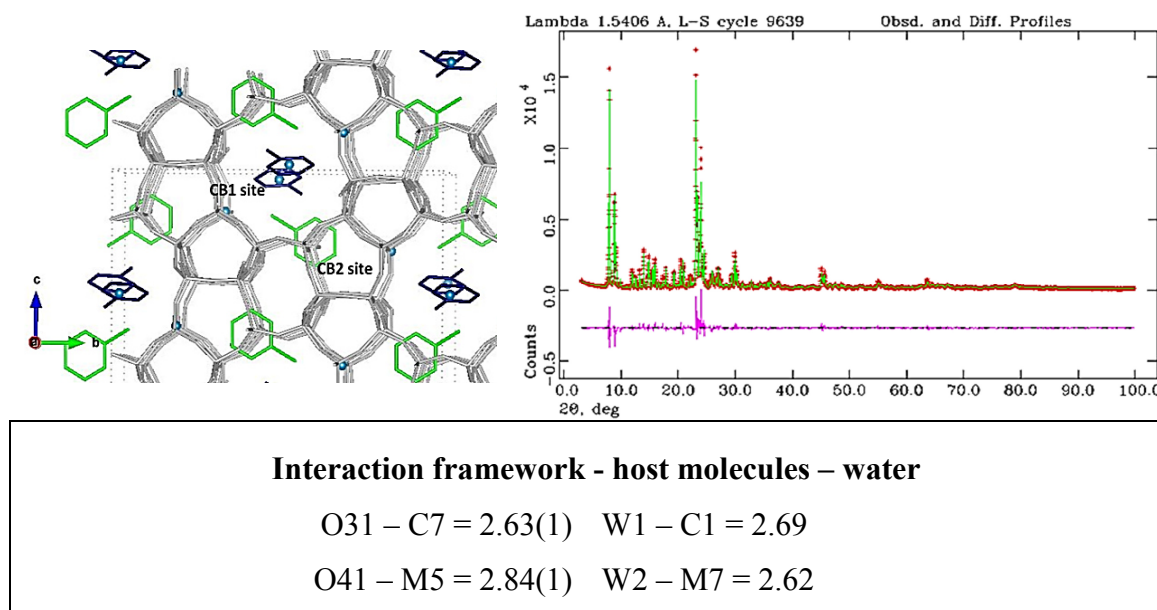 Lambda 1.5406 A, L-S cycle 9639 Obsd. and Diff. Profiles
CB1 site
CB2 site
c
b
X10 4
1.5
1.0
0.5
0.0
-0.5
Counts
0.0 10.0 20.0 30.0 40.0 50.0 60.0 70.0 80.0 90.0 100.0
2θ, deg
Interaction framework - host molecules – water
O31 – C7 = 2.63(1) W1 – C1 = 2.69
O41 – M5 = 2.84(1) W2 – M7 = 2.62